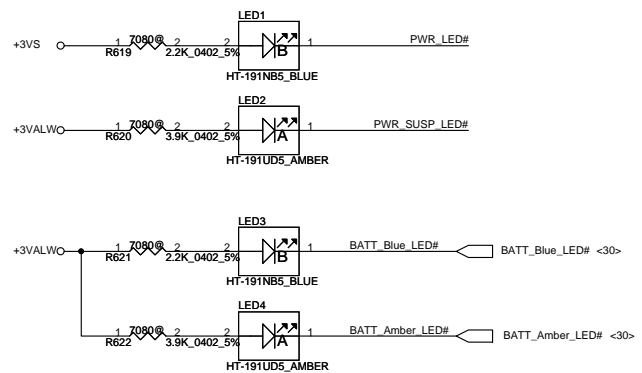 LED1
+3VS 1 7080@ 2 2 B 1 PWR_LED#
R619 2.2K_0402_5%
HT-191NB5_BLUE
LED2
+3VALW 1 7080@ 2 2 A 1 PWR_SUSP_LED#
R620 3.9K_0402_5%
HT-191UD5_AMBER
LED3
+3VALW 1 7080@ 2 2 B 1 BATT_Blue_LED# BATT_Blue_LED# <30>
R621 2.2K_0402_5%
HT-191NB5_BLUE
LED4
1 7080@ 2 2 A 1 BATT_Amber_LED# BATT_Amber_LED# <30>
R622 3.9K_0402_5%
HT-191UD5_AMBER